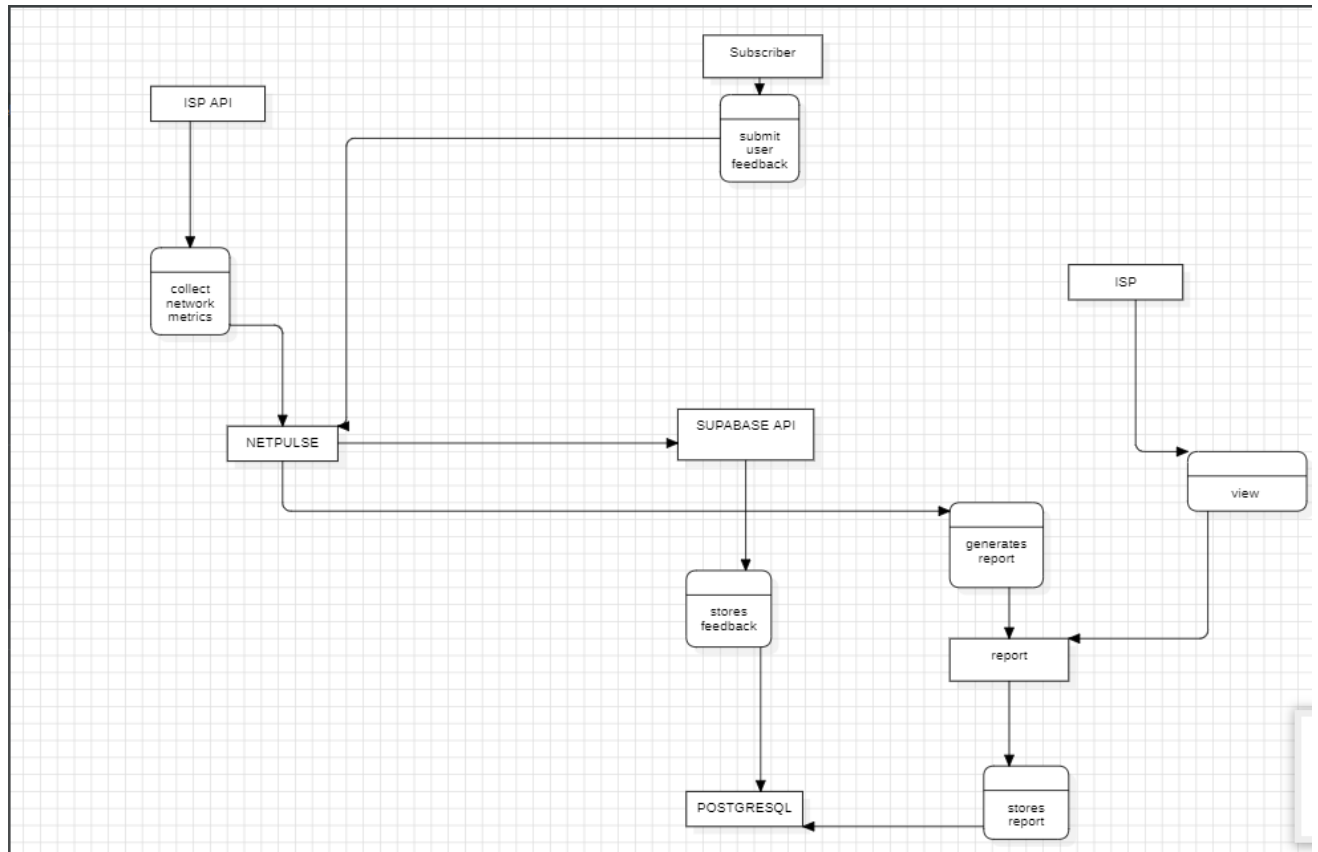 Subscriber
ISP API
submit
user
feedback
ISP
collect
network
metrics
SUPABASE API
NETPULSE
view
generates
report
stores
feedback
report
POSTGRESQL
stores
report